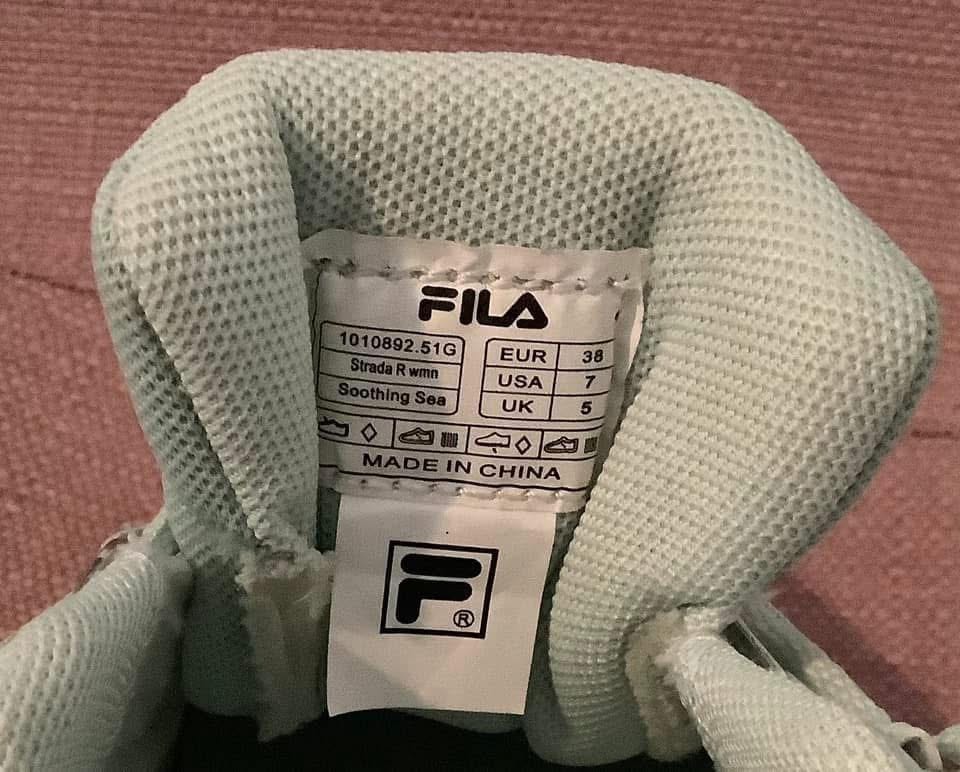 FILA
1010892.51G
Strada R wmn
Soothing Sea
EUR 38
USA 7
UK 5
MADE IN CHINA
F ®